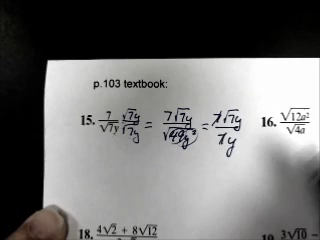 p.103 textbook:
15. 7/√7y √7y/√7y = 7√7y/√49y² = 7√7y/7y 16. √12a²/√4a
18. 4√2 + 8√12 19. 3√10 −